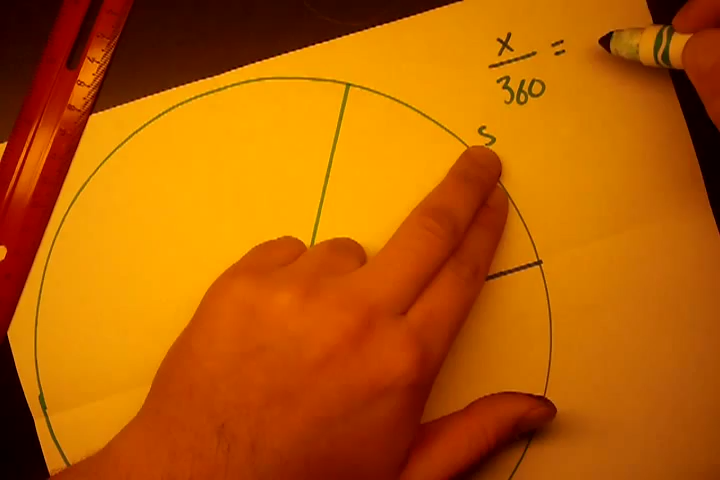 x
— =
360
S